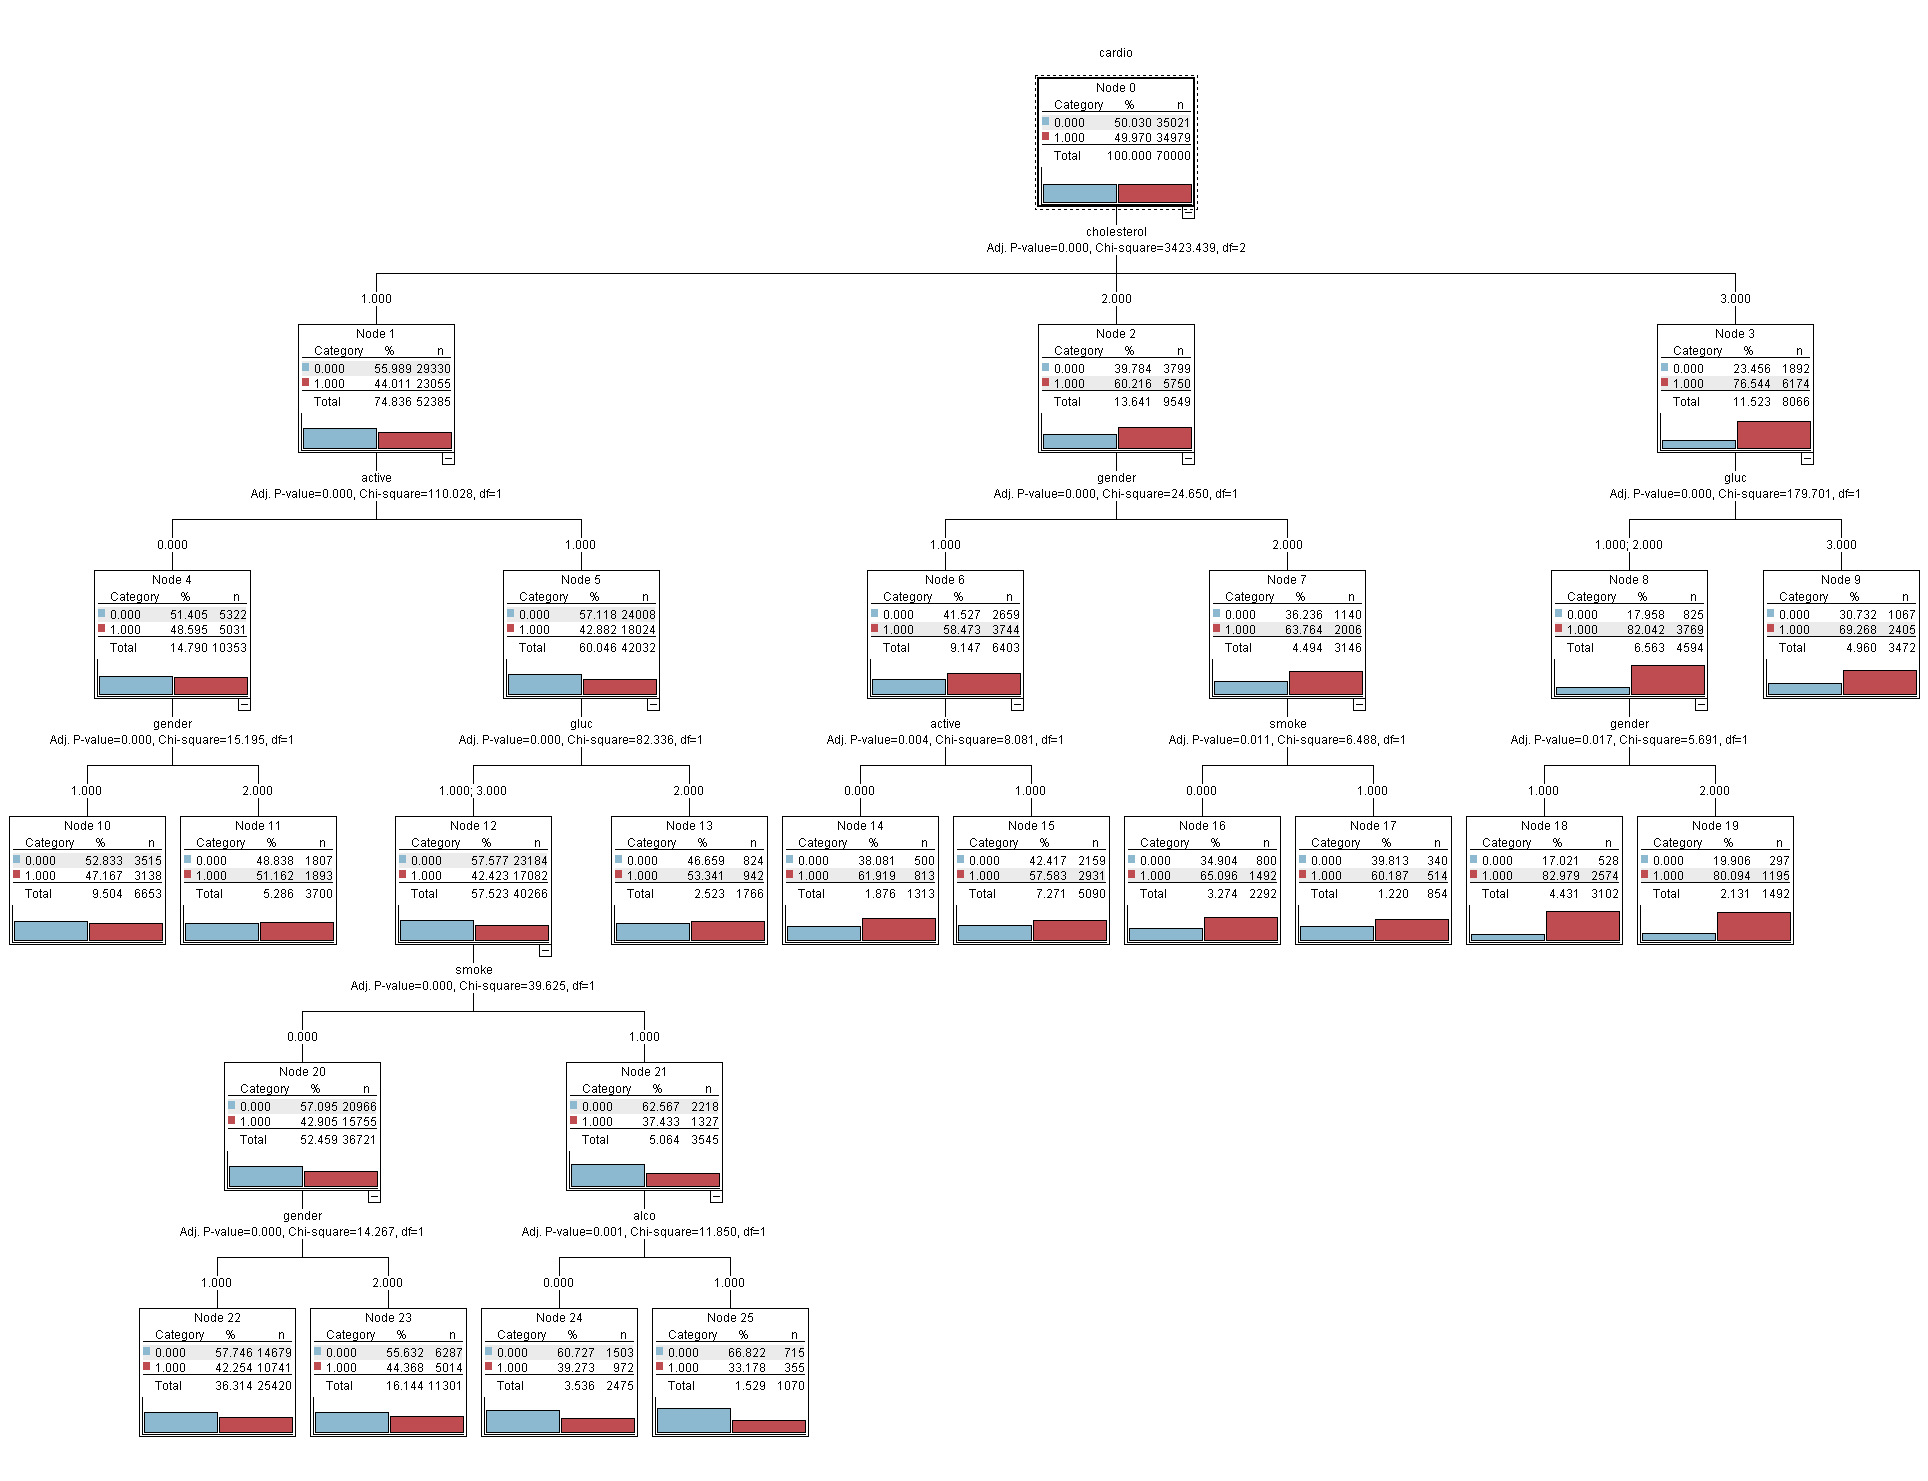 cardio
Node 0
Category % n
0.000 50.030 35021
1.000 49.970 34979
Total 100.000 70000
cholesterol
Adj. P-value=0.000, Chi-square=3423.439, df=2
1.000
2.000
3.000
Node 1
Category % n
0.000 55.989 29330
1.000 44.011 23055
Total 74.836 52385
Node 2
Category % n
0.000 39.784 3799
1.000 60.216 5750
Total 13.641 9549
Node 3
Category % n
0.000 23.456 1892
1.000 76.544 6174
Total 11.523 8066
active
Adj. P-value=0.000, Chi-square=110.028, df=1
gender
Adj. P-value=0.000, Chi-square=24.650, df=1
gluc
Adj. P-value=0.000, Chi-square=179.701, df=1
0.000
1.000
1.000
2.000
1.000; 2.000
3.000
Node 4
Category % n
0.000 51.405 5322
1.000 48.595 5031
Total 14.790 10353
Node 5
Category % n
0.000 57.118 24008
1.000 42.882 18024
Total 60.046 42032
Node 6
Category % n
0.000 41.527 2659
1.000 58.473 3744
Total 9.147 6403
Node 7
Category % n
0.000 36.236 1140
1.000 63.764 2006
Total 4.494 3146
Node 8
Category % n
0.000 17.958 825
1.000 82.042 3769
Total 6.563 4594
Node 9
Category % n
0.000 30.732 1067
1.000 69.268 2405
Total 4.960 3472
gender
Adj. P-value=0.000, Chi-square=15.195, df=1
gluc
Adj. P-value=0.000, Chi-square=82.336, df=1
active
Adj. P-value=0.004, Chi-square=8.081, df=1
smoke
Adj. P-value=0.011, Chi-square=6.488, df=1
gender
Adj. P-value=0.017, Chi-square=5.691, df=1
1.000
2.000
1.000; 3.000
2.000
0.000
1.000
0.000
1.000
1.000
2.000
Node 10
Category % n
0.000 52.833 3515
1.000 47.167 3138
Total 9.504 6653
Node 11
Category % n
0.000 48.838 1807
1.000 51.162 1893
Total 5.286 3700
Node 12
Category % n
0.000 57.577 23184
1.000 42.423 17082
Total 57.523 40266
Node 13
Category % n
0.000 46.659 824
1.000 53.341 942
Total 2.523 1766
Node 14
Category % n
0.000 38.081 500
1.000 61.919 813
Total 1.876 1313
Node 15
Category % n
0.000 42.417 2159
1.000 57.583 2931
Total 7.271 5090
Node 16
Category % n
0.000 34.904 800
1.000 65.096 1492
Total 3.274 2292
Node 17
Category % n
0.000 39.813 340
1.000 60.187 514
Total 1.220 854
Node 18
Category % n
0.000 17.021 528
1.000 82.979 2574
Total 4.431 3102
Node 19
Category % n
0.000 19.906 297
1.000 80.094 1195
Total 2.131 1492
smoke
Adj. P-value=0.000, Chi-square=39.625, df=1
0.000
1.000
Node 20
Category % n
0.000 57.095 20966
1.000 42.905 15755
Total 52.459 36721
Node 21
Category % n
0.000 62.567 2218
1.000 37.433 1327
Total 5.064 3545
gender
Adj. P-value=0.000, Chi-square=14.267, df=1
alco
Adj. P-value=0.001, Chi-square=11.850, df=1
1.000
2.000
0.000
1.000
Node 22
Category % n
0.000 57.746 14679
1.000 42.254 10741
Total 36.314 25420
Node 23
Category % n
0.000 55.632 6287
1.000 44.368 5014
Total 16.144 11301
Node 24
Category % n
0.000 60.727 1503
1.000 39.273 972
Total 3.536 2475
Node 25
Category % n
0.000 66.822 715
1.000 33.178 355
Total 1.529 1070